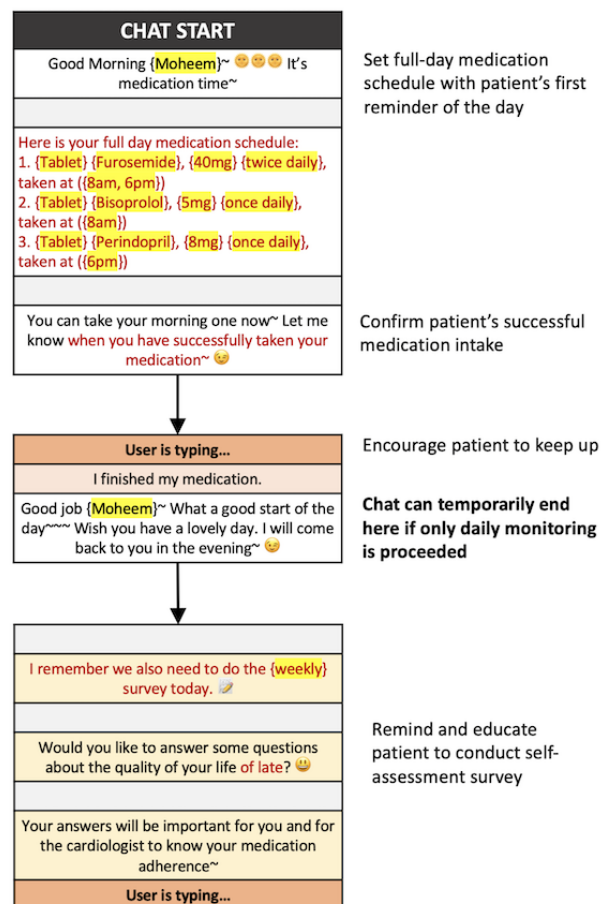 CHAT START
Good Morning {Moheem}~ 😊😊😊 It's
medication time~
Set full-day medication
schedule with patient's first
reminder of the day
Here is your full day medication schedule:
1. {Tablet} {Furosemide}, {40mg} {twice daily},
taken at ({8am, 6pm})
2. {Tablet} {Bisoprolol}, {5mg} {once daily},
taken at ({8am})
3. {Tablet} {Perindopril}, {8mg} {once daily},
taken at ({6pm})
You can take your morning one now~ Let me
know when you have successfully taken your
medication~ 😉
Confirm patient's successful
medication intake
User is typing...
I finished my medication.
Good job {Moheem}~ What a good start of the
day~~~ Wish you have a lovely day. I will come
back to you in the evening~ 😉
Encourage patient to keep up
Chat can temporarily end
here if only daily monitoring
is proceeded
I remember we also need to do the {weekly}
survey today. 📝
Would you like to answer some questions
about the quality of your life of late? 😃
Your answers will be important for you and for
the cardiologist to know your medication
adherence~
User is typing...
Remind and educate
patient to conduct self-
assessment survey